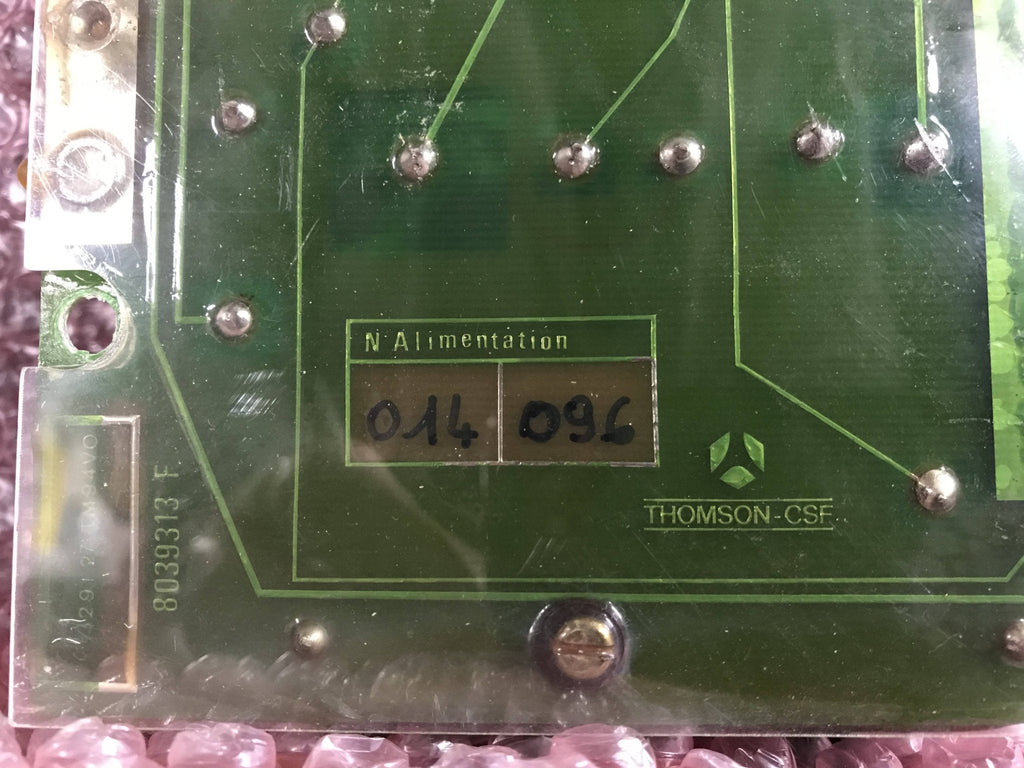 N° Alimentation
014 096
THOMSON-CSF
8039313 F